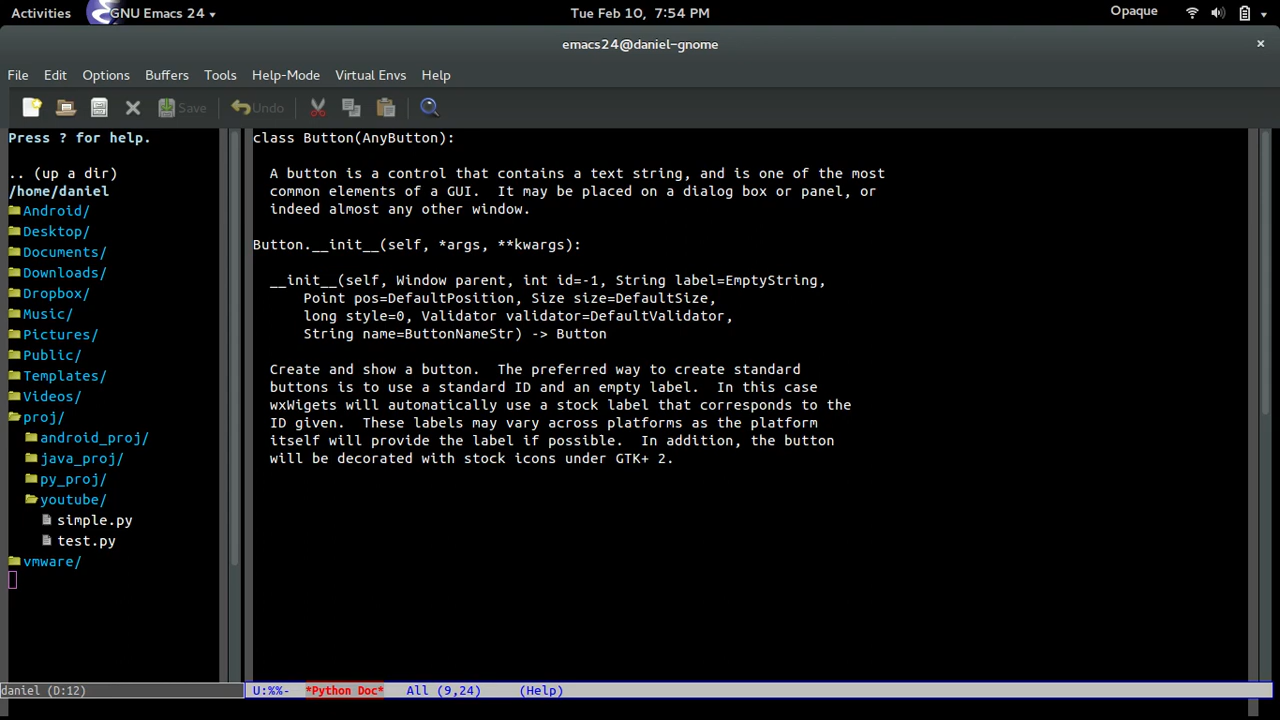 Activities GNU Emacs 24 Tue Feb 10, 7:54 PM Opaque
emacs24@daniel-gnome ×
File Edit Options Buffers Tools Help-Mode Virtual Envs Help
Save Undo
Press ? for help.
.. (up a dir)
/home/daniel
Android/
Desktop/
Documents/
Downloads/
Dropbox/
Music/
Pictures/
Public/
Templates/
Videos/
proj/
android_proj/
java_proj/
py_proj/
youtube/
simple.py
test.py
vmware/
daniel (D:12)
class Button(AnyButton):
A button is a control that contains a text string, and is one of the most
common elements of a GUI.  It may be placed on a dialog box or panel, or
indeed almost any other window.
Button.__init__(self, *args, **kwargs):
__init__(self, Window parent, int id=-1, String label=EmptyString,
Point pos=DefaultPosition, Size size=DefaultSize,
long style=0, Validator validator=DefaultValidator,
String name=ButtonNameStr) -> Button
Create and show a button.  The preferred way to create standard
buttons is to use a standard ID and an empty label.  In this case
wxWigets will automatically use a stock label that corresponds to the
ID given.  These labels may vary across platforms as the platform
itself will provide the label if possible.  In addition, the button
will be decorated with stock icons under GTK+ 2.
U:%%-  *Python Doc*   All (9,24)    (Help)